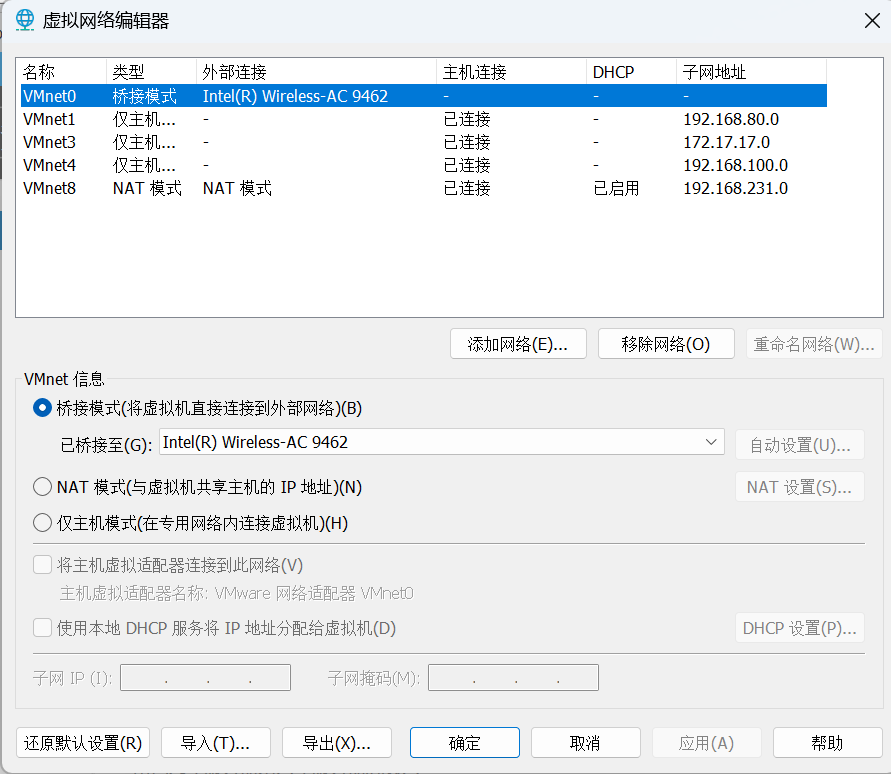 虚拟网络编辑器
名称 类型 外部连接 主机连接 DHCP 子网地址
VMnet0 桥接模式 Intel(R) Wireless-AC 9462 - - -
VMnet1 仅主机... - 已连接 - 192.168.80.0
VMnet3 仅主机... - 已连接 - 172.17.17.0
VMnet4 仅主机... - 已连接 - 192.168.100.0
VMnet8 NAT 模式 NAT 模式 已连接 已启用 192.168.231.0
添加网络(E)... 移除网络(O) 重命名网络(W)...
VMnet 信息
桥接模式(将虚拟机直接连接到外部网络)(B)
已桥接至(G): Intel(R) Wireless-AC 9462 自动设置(U)...
NAT 模式(与虚拟机共享主机的 IP 地址)(N) NAT 设置(S)...
仅主机模式(在专用网络内连接虚拟机)(H)
将主机虚拟适配器连接到此网络(V)
主机虚拟适配器名称: VMware 网络适配器 VMnet0
使用本地 DHCP 服务将 IP 地址分配给虚拟机(D) DHCP 设置(P)...
子网 IP (I): . . . 子网掩码(M): . . .
还原默认设置(R) 导入(T)... 导出(X)... 确定 取消 应用(A) 帮助